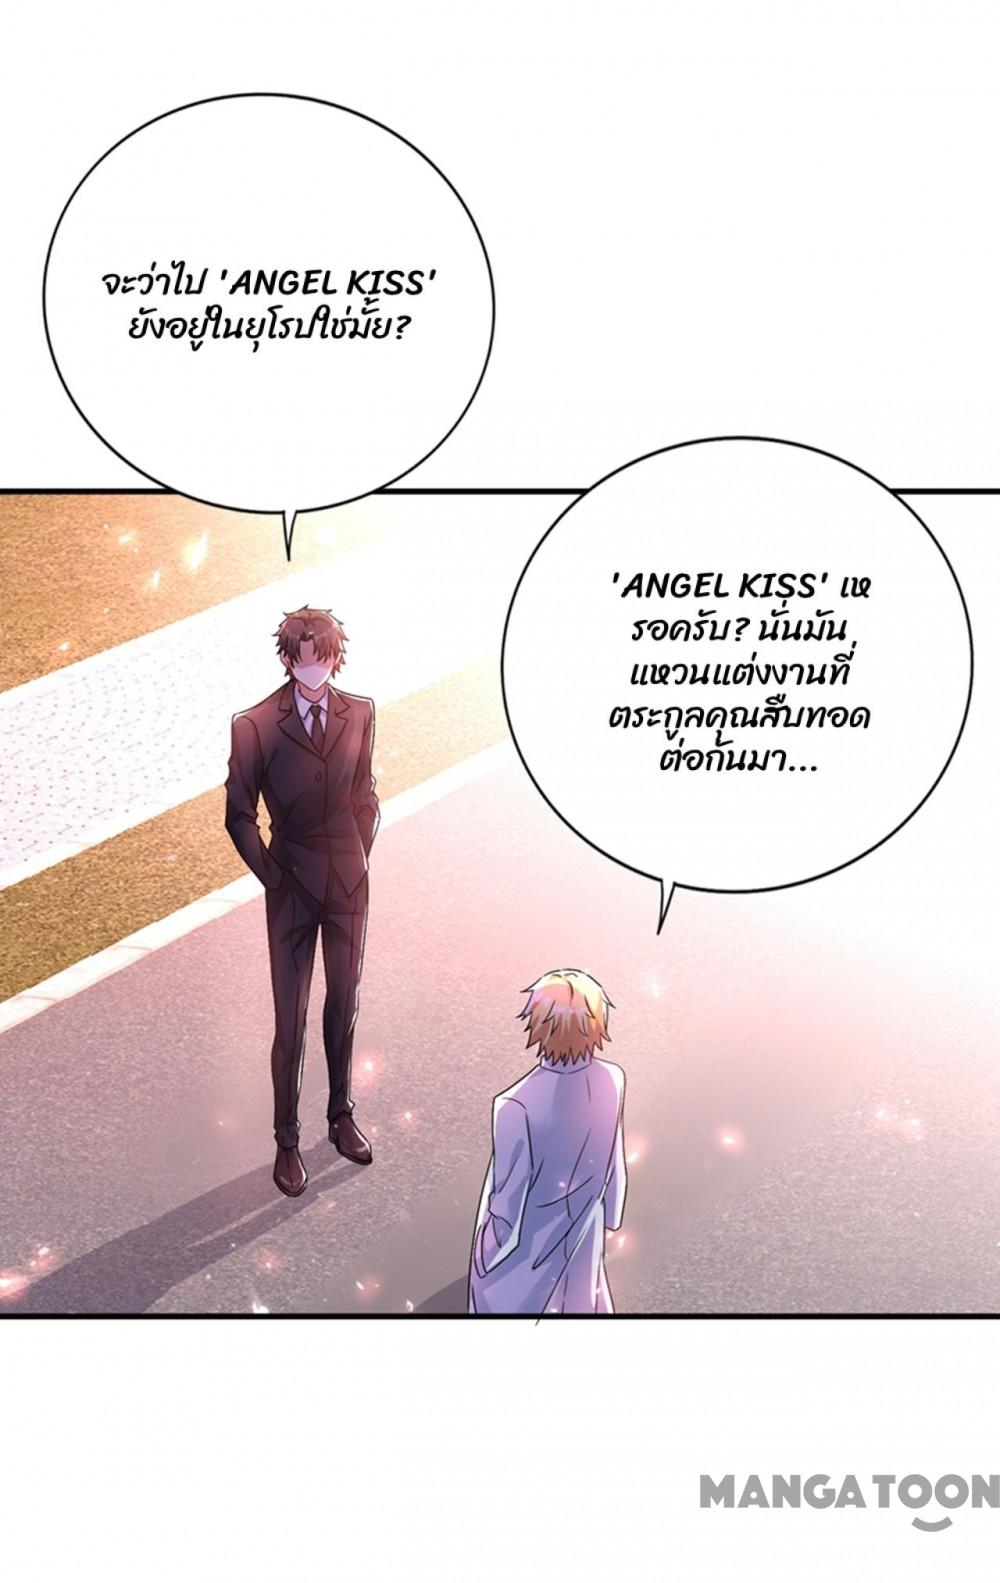 จะว่าไป 'ANGEL KISS'
ยังอยู่ในยุโรปใช่มั้ย?
'ANGEL KISS' เห
รอครับ? นั่นมัน
แหวนแต่งงานที่
ตระกูลคุณสืบทอด
ต่อกันมา...
MANGATOON